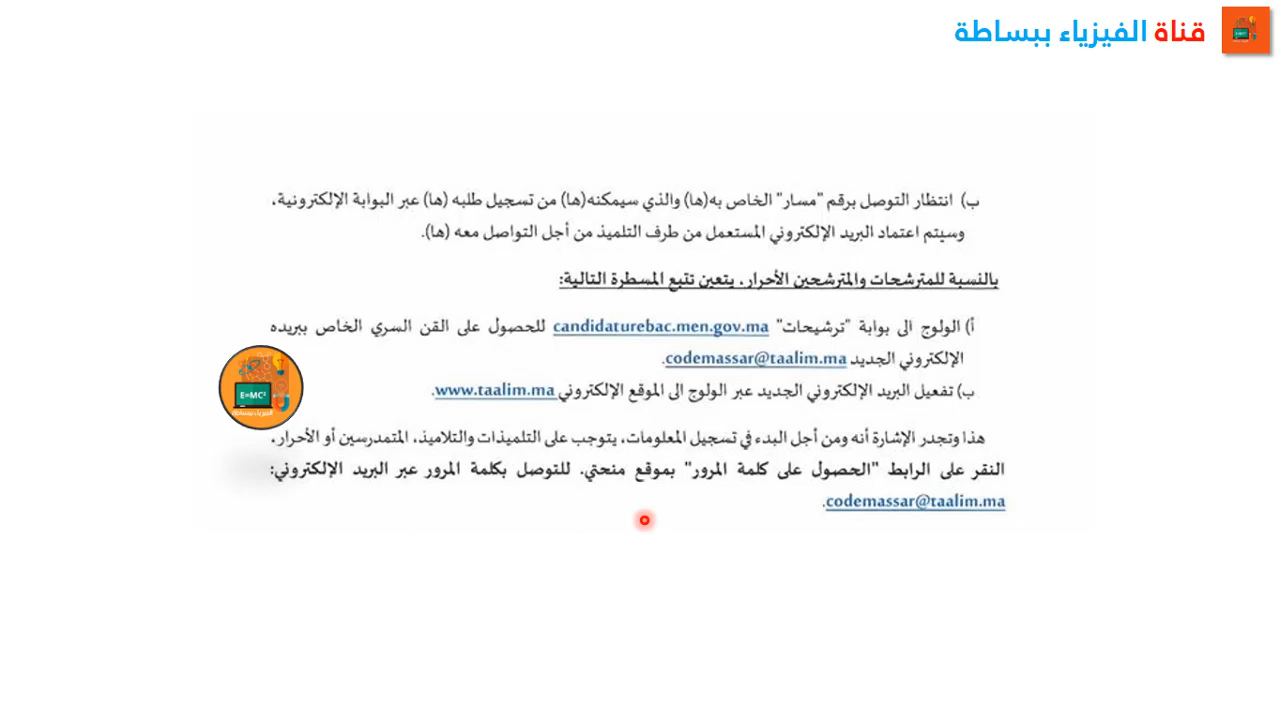 قناة الفيزياء ببساطة
ب) انتظار التوصل برقم "مسار" الخاص به(ها) والذي سيمكنه(ها) من تسجيل طلبه (ها) عبر البوابة الإلكترونية،
وسيتم اعتماد البريد الإلكتروني المستعمل من طرف التلميذ من أجل التواصل معه (ها).
بالنسبة للمترشحات والمترشحين الأحرار، يتعين تتبع المسطرة التالية:
أ) الولوج الى بوابة "ترشيحات" candidaturebac.men.gov.ma للحصول على القن السري الخاص ببريده
الإلكتروني الجديد codemassar@taalim.ma.
ب) تفعيل البريد الإلكتروني الجديد عبر الولوج الى الموقع الإلكتروني www.taalim.ma.
E=MC²
الفيزياء ببساطة
هذا وتجدر الإشارة أنه ومن أجل البدء في تسجيل المعلومات، يتوجب على التلميذات والتلاميذ، المتمدرسين أو الأحرار،
النقر على الرابط "الحصول على كلمة المرور" بموقع منحتي. للتوصل بكلمة المرور عبر البريد الإلكتروني:
codemassar@taalim.ma.